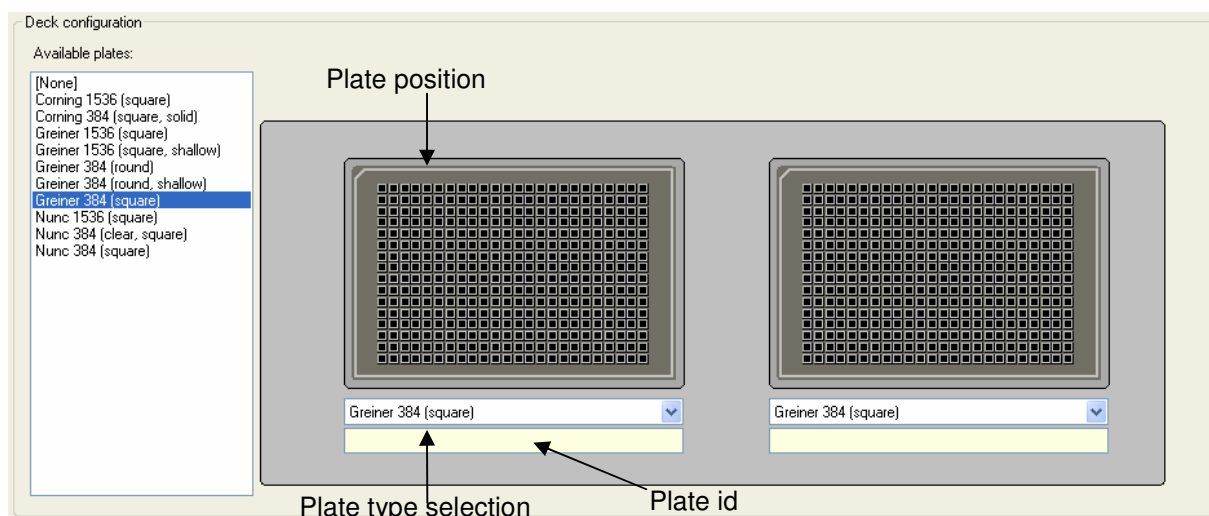 Deck configuration
Available plates:
[None]
Corning 1536 (square)
Corning 384 (square, solid)
Greiner 1536 (square)
Greiner 1536 (square, shallow)
Greiner 384 (round)
Greiner 384 (round, shallow)
Greiner 384 (square)
Nunc 1536 (square)
Nunc 384 (clear, square)
Nunc 384 (square)
Plate position
Greiner 384 (square)
Greiner 384 (square)
Plate type selection
Plate id